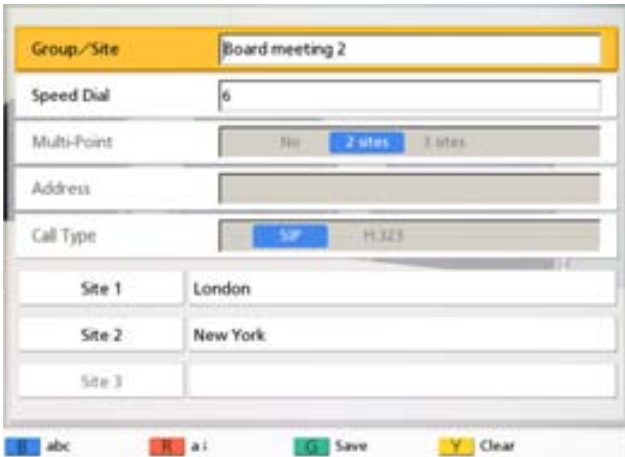 Group/Site Board meeting 2
Speed Dial 6
Multi-Point No 2 sites 3 sites
Address
Call Type SIP H.323
Site 1 London
Site 2 New York
Site 3
B abc R a↓ G Save Y Clear